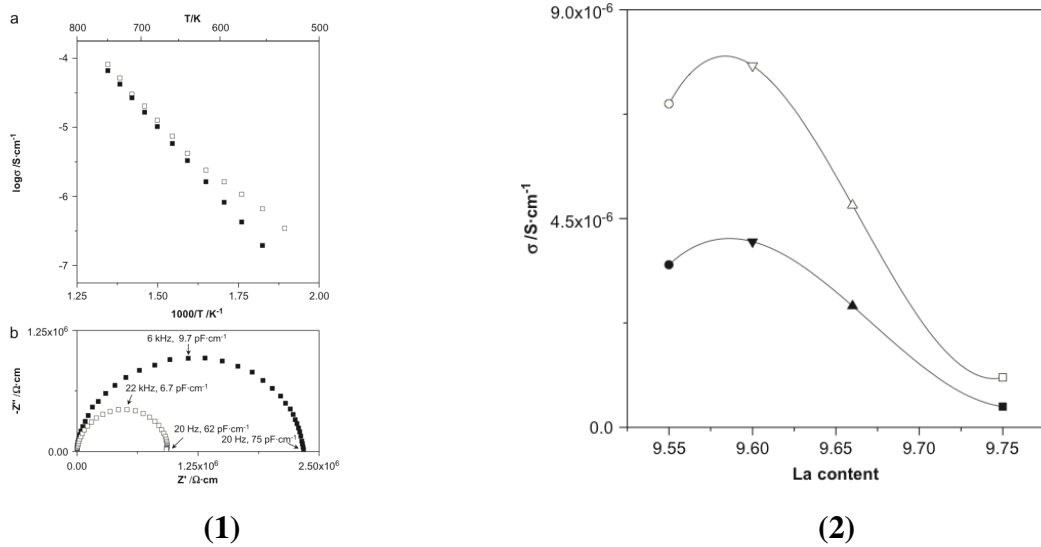 a
T/K
800 700 600 500
-4
-5
-6
-7
logσ /S·cm⁻¹
1.25 1.50 1.75 2.00
1000/T /K⁻¹
b
1.25x10⁶
6 kHz, 9.7 pF·cm⁻¹
22 kHz, 6.7 pF·cm⁻¹
20 Hz, 62 pF·cm⁻¹
20 Hz, 75 pF·cm⁻¹
-Z'' /Ω·cm
0.00
0.00 1.25x10⁶ 2.50x10⁶
Z' /Ω·cm
(1)
9.0x10⁻⁶
4.5x10⁻⁶
0.0
σ /S·cm⁻¹
9.55 9.60 9.65 9.70 9.75
La content
(2)